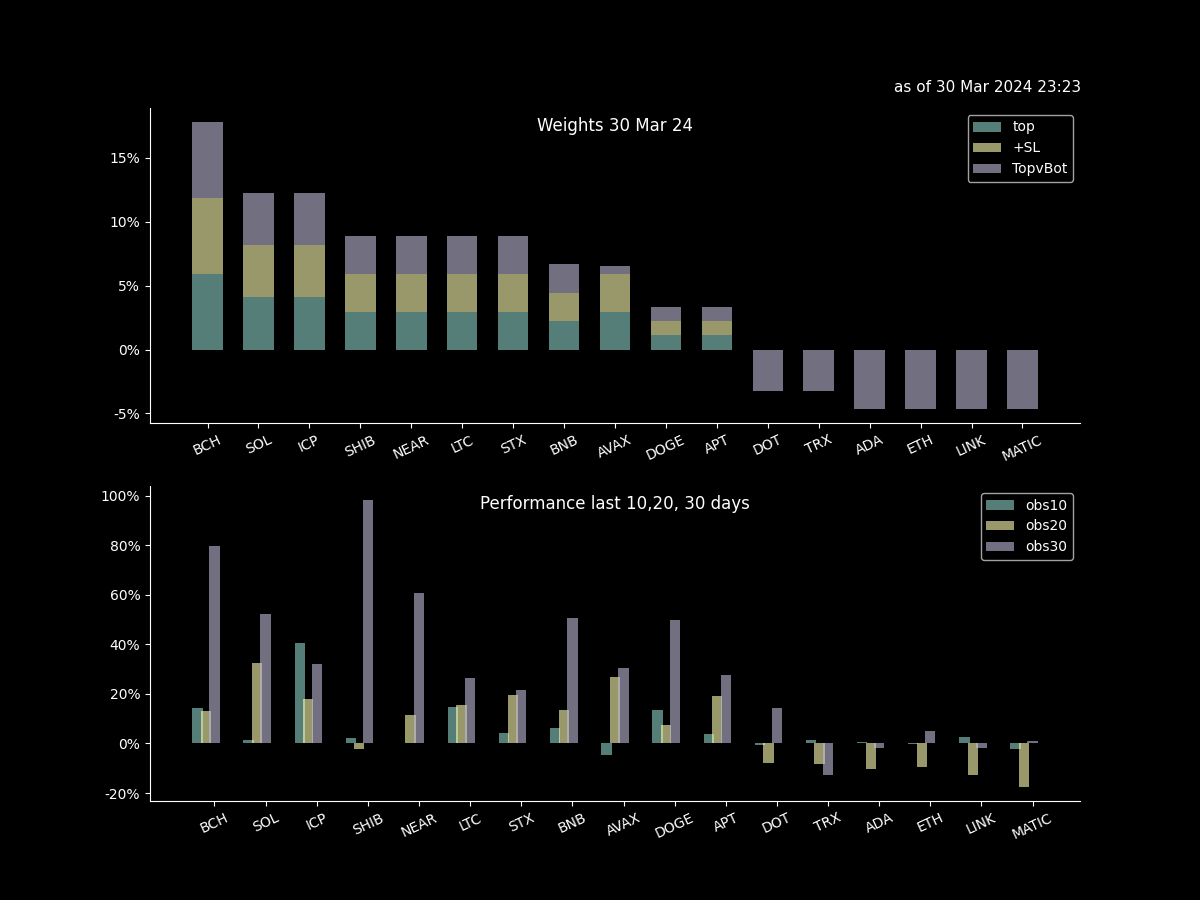 as of 30 Mar 2024 23:23
Weights 30 Mar 24
top
+SL
TopvBot
15%
10%
5%
0%
-5%
BCH SOL ICP SHIB NEAR LTC STX BNB AVAX DOGE APT DOT TRX ADA ETH LINK MATIC
Performance last 10,20, 30 days
obs10
obs20
obs30
100%
80%
60%
40%
20%
0%
-20%
BCH SOL ICP SHIB NEAR LTC STX BNB AVAX DOGE APT DOT TRX ADA ETH LINK MATIC